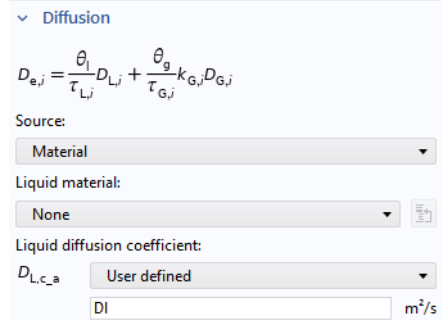 Diffusion
D_e,i = θ_l/τ_L,i D_L,i + θ_g/τ_G,i k_G,i D_G,i
Source:
Material
Liquid material:
None
Liquid diffusion coefficient:
D_L,c_a User defined
Dl m²/s